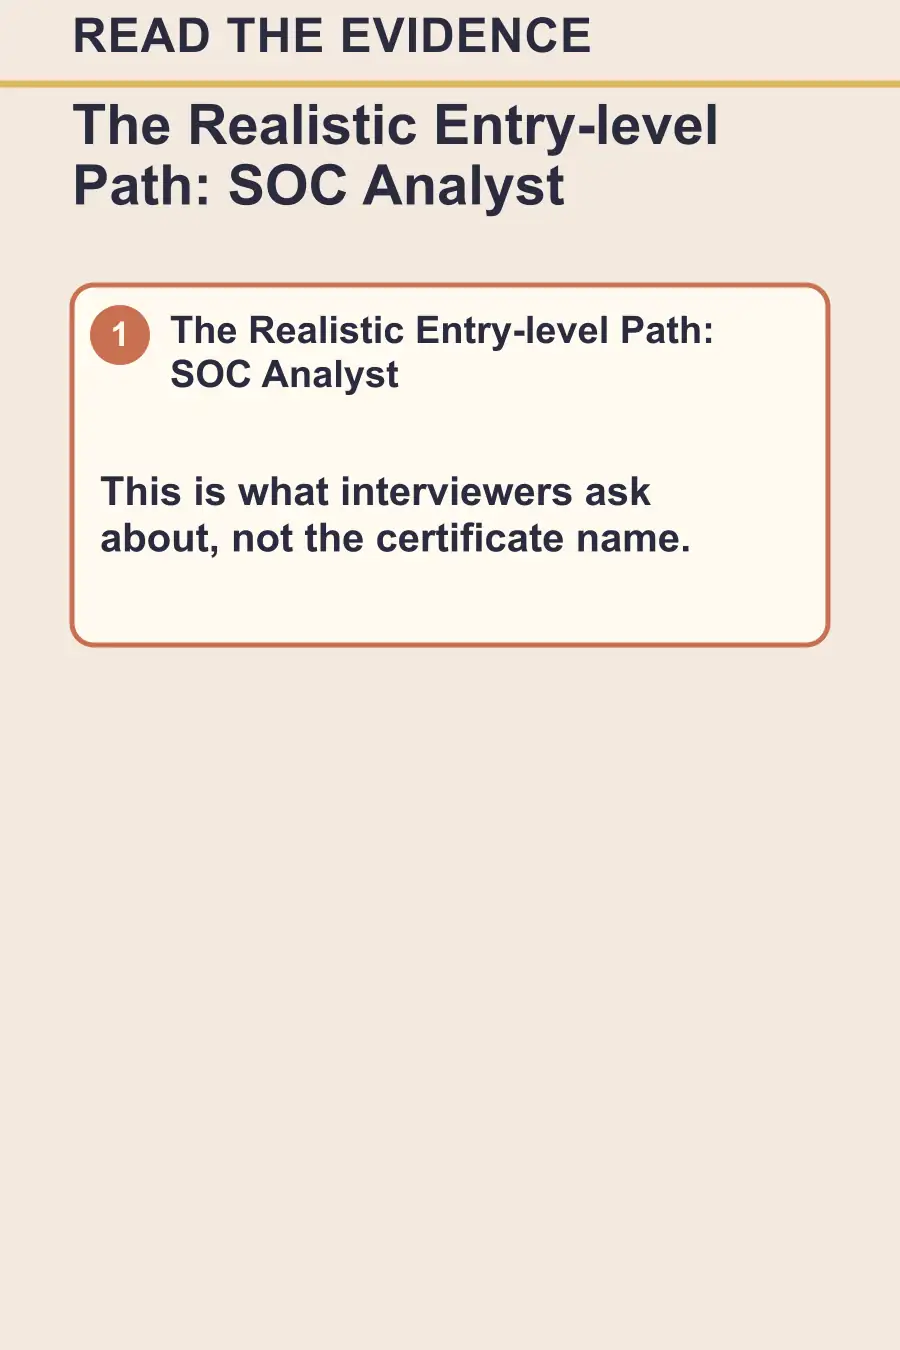 READ THE EVIDENCE
The Realistic Entry-level
Path: SOC Analyst
1
The Realistic Entry-level Path:
SOC Analyst
This is what interviewers ask
about, not the certificate name.